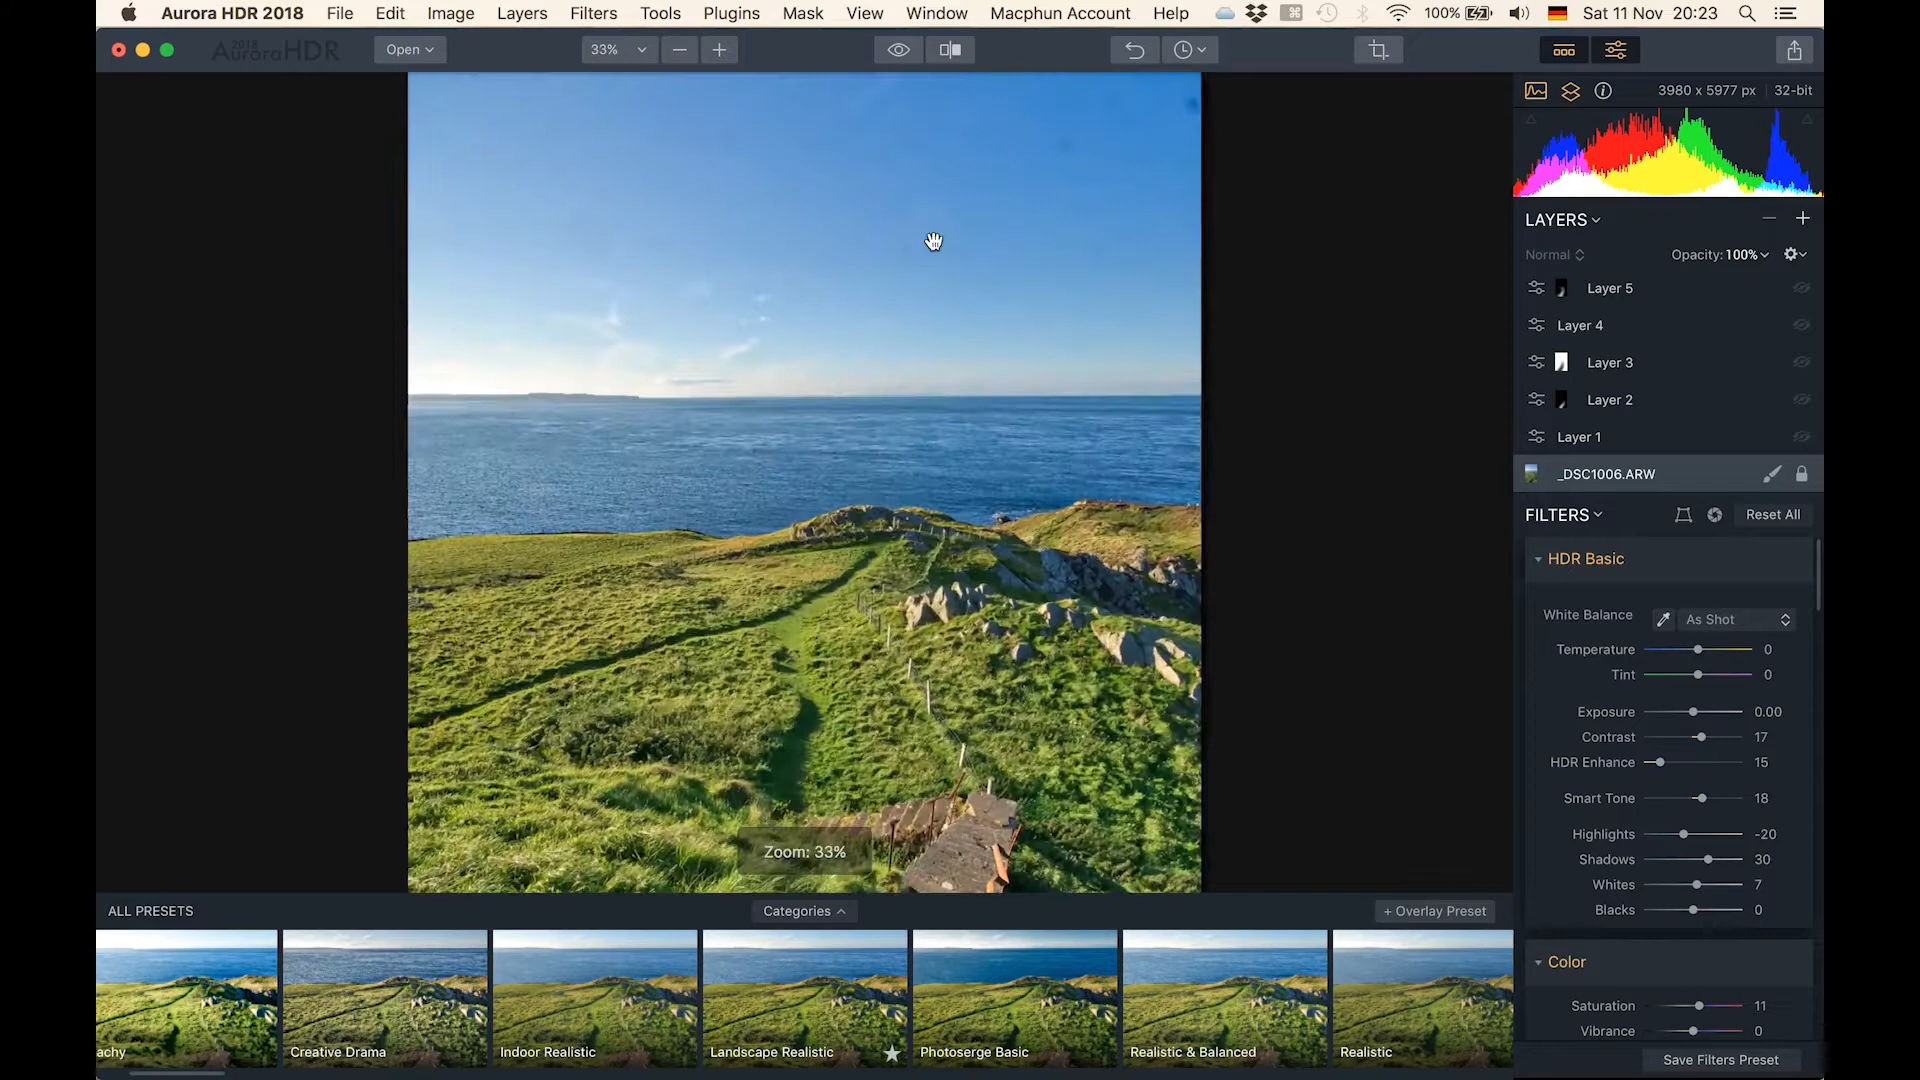 Aurora HDR 2018 File Edit Image Layers Filters Tools Plugins Mask View Window Macphun Account Help 100% Sat 11 Nov 20:23
2018
AuroraHDR Open 33%
3980 x 5977 px 32-bit
LAYERS
Normal Opacity: 100%
Layer 5
Layer 4
Layer 3
Layer 2
Layer 1
_DSC1006.ARW
FILTERS Reset All
HDR Basic
White Balance As Shot
Temperature 0
Tint 0
Exposure 0.00
Contrast 17
HDR Enhance 15
Smart Tone 18
Highlights -20
Shadows 30
Whites 7
Blacks 0
Color
Saturation 11
Vibrance 0
Save Filters Preset
Zoom: 33%
ALL PRESETS Categories + Overlay Preset
achy Creative Drama Indoor Realistic Landscape Realistic Photoserge Basic Realistic & Balanced Realistic